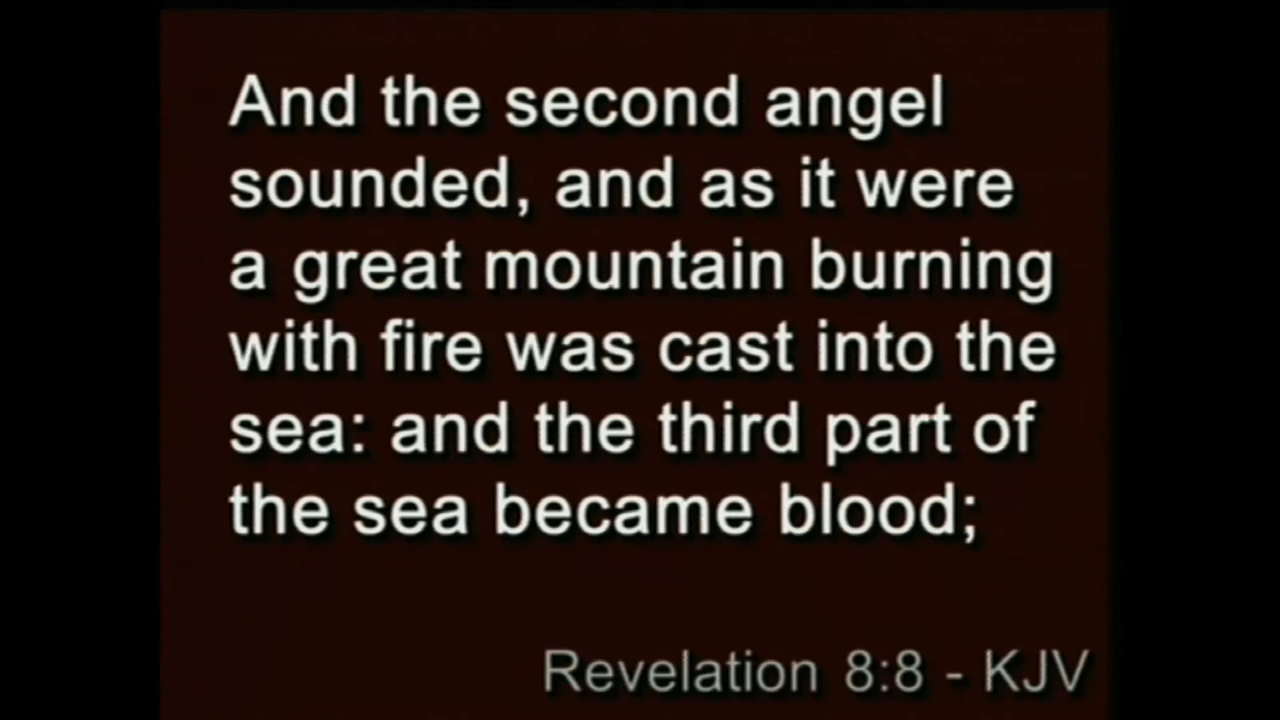 And the second angel
sounded, and as it were
a great mountain burning
with fire was cast into the
sea: and the third part of
the sea became blood;
Revelation 8:8 - KJV